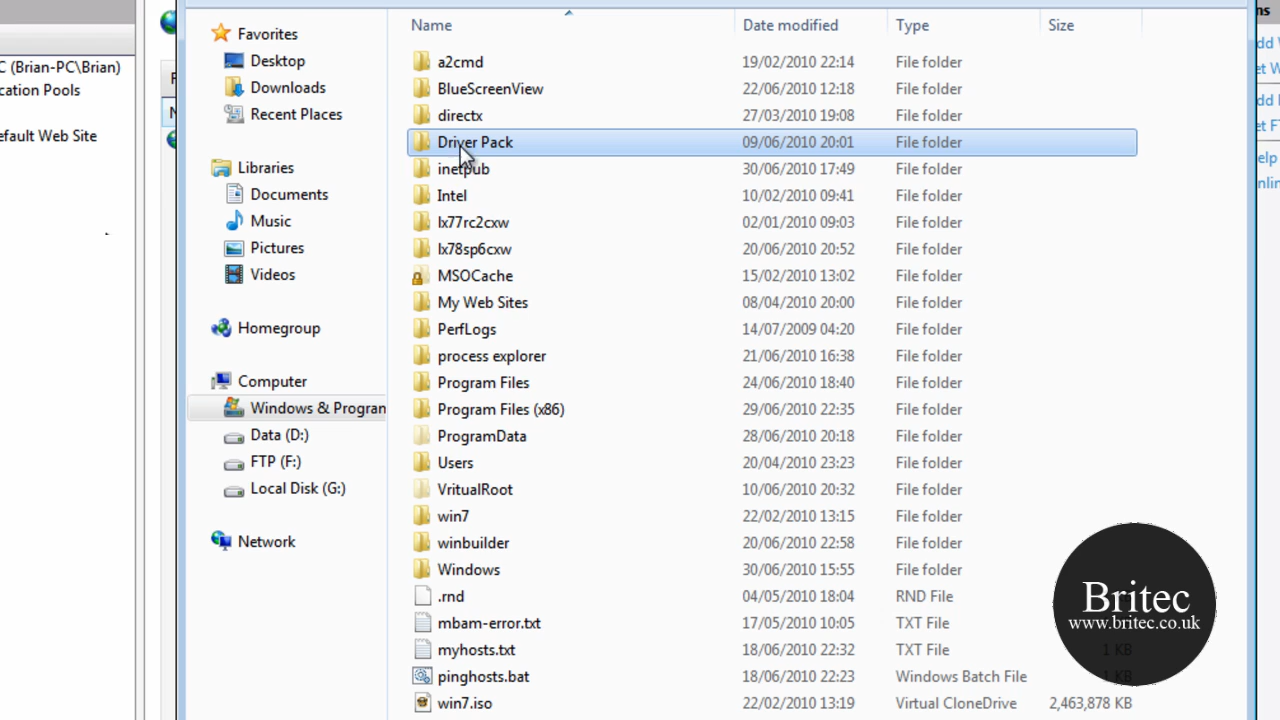 ns
C (Brian-PC\Brian)
cation Pools
efault Web Site
F
N
Favorites
Desktop
Downloads
Recent Places
Libraries
Documents
Music
Pictures
Videos
Homegroup
Computer
Windows & Program
Data (D:)
FTP (F:)
Local Disk (G:)
Network
Name Date modified Type Size
a2cmd 19/02/2010 22:14 File folder
BlueScreenView 22/06/2010 12:18 File folder
directx 27/03/2010 19:08 File folder
Driver Pack 09/06/2010 20:01 File folder
inetpub 30/06/2010 17:49 File folder
Intel 10/02/2010 09:41 File folder
lx77rc2cxw 02/01/2010 09:03 File folder
lx78sp6cxw 20/06/2010 20:52 File folder
MSOCache 15/02/2010 13:02 File folder
My Web Sites 08/04/2010 20:00 File folder
PerfLogs 14/07/2009 04:20 File folder
process explorer 21/06/2010 16:38 File folder
Program Files 24/06/2010 18:40 File folder
Program Files (x86) 29/06/2010 22:35 File folder
ProgramData 28/06/2010 20:18 File folder
Users 20/04/2010 23:23 File folder
VritualRoot 10/06/2010 20:32 File folder
win7 22/02/2010 13:15 File folder
winbuilder 20/06/2010 22:58 File folder
Windows 30/06/2010 15:55 File folder
.rnd 04/05/2010 18:04 RND File
mbam-error.txt 17/05/2010 10:05 TXT File
myhosts.txt 18/06/2010 22:32 TXT File 1 KB
pinghosts.bat 18/06/2010 22:23 Windows Batch File 1 KB
win7.iso 22/02/2010 13:19 Virtual CloneDrive 2,463,878 KB
dd W
et W
dd F
et FT
elp
nlin
Britec
www.britec.co.uk